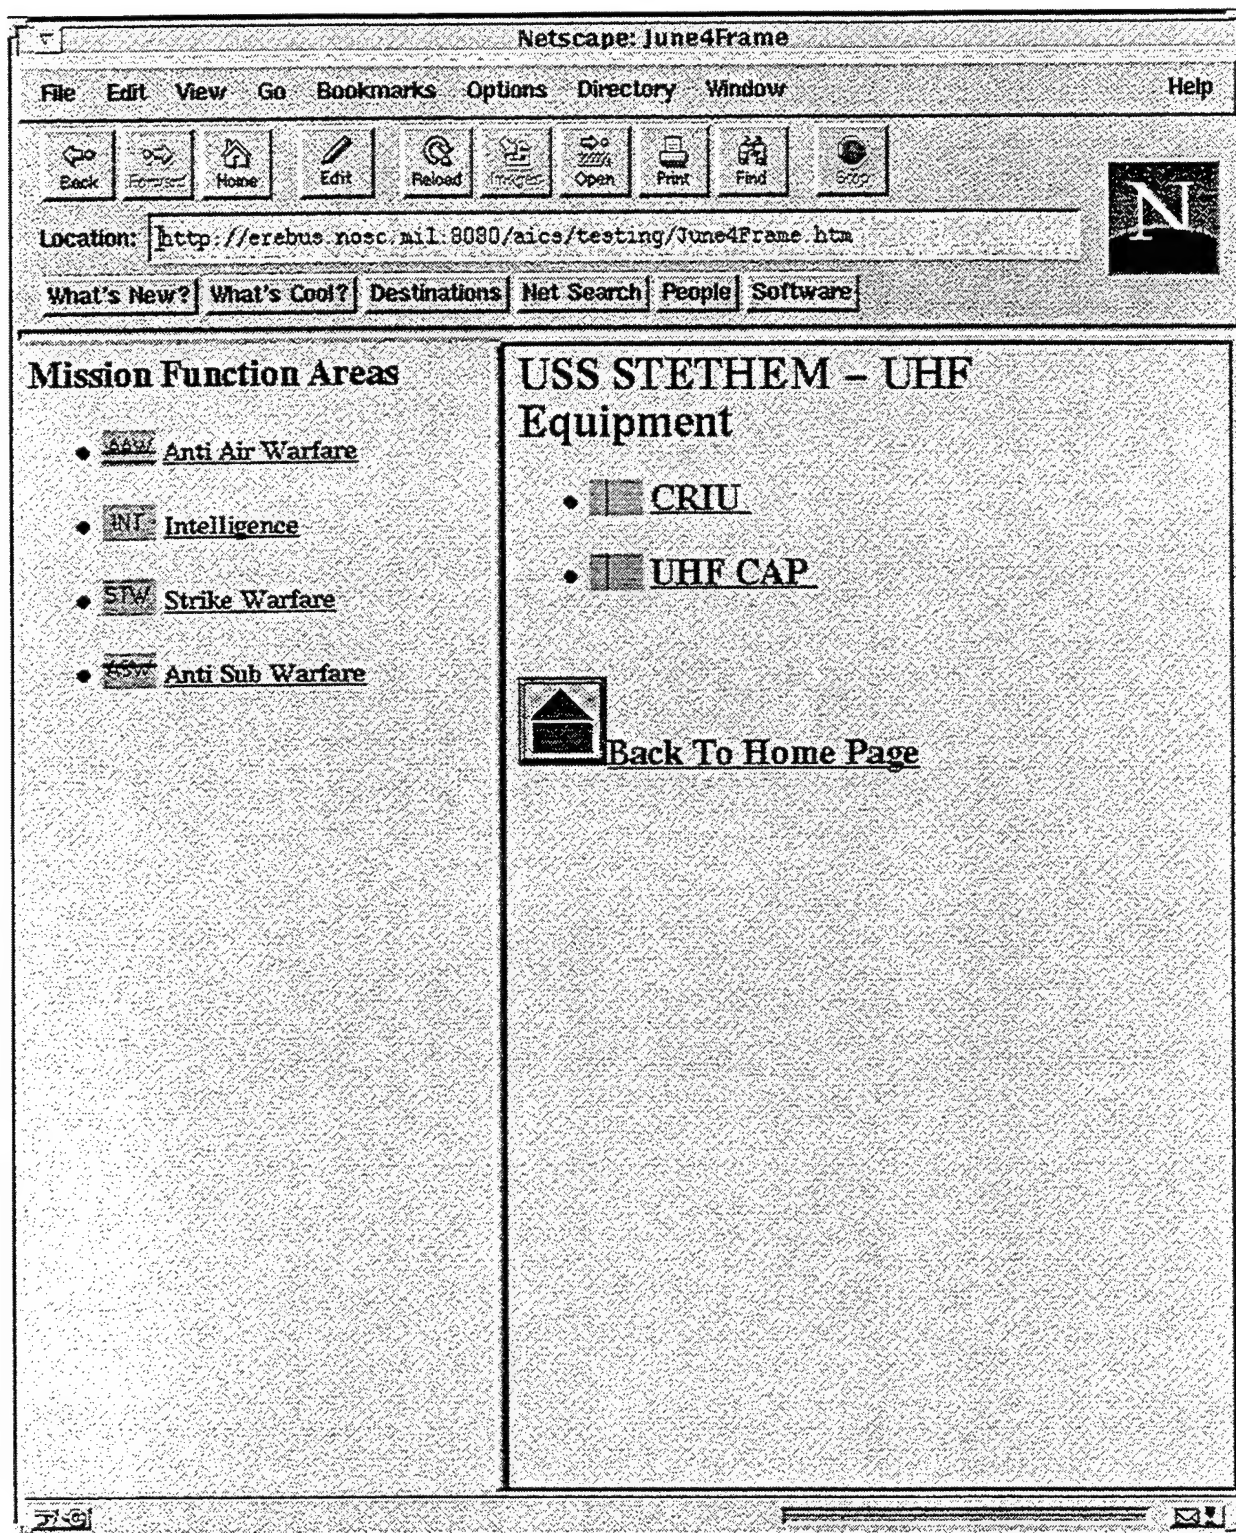 Netscape: June4Frame
File Edit View Go Bookmarks Options Directory Window Help
Back Forward Home Edit Reload Images Open Print Find Stop
N
Location: http://erebus.nosc.mil:8080/aics/testing/June4Frame.htm
What's New? What's Cool? Destinations Net Search People Software
Mission Function Areas
AAW Anti Air Warfare
INT Intelligence
STW Strike Warfare
ASW Anti Sub Warfare
USS STETHEM – UHF
Equipment
CRIU
UHF CAP
Back To Home Page